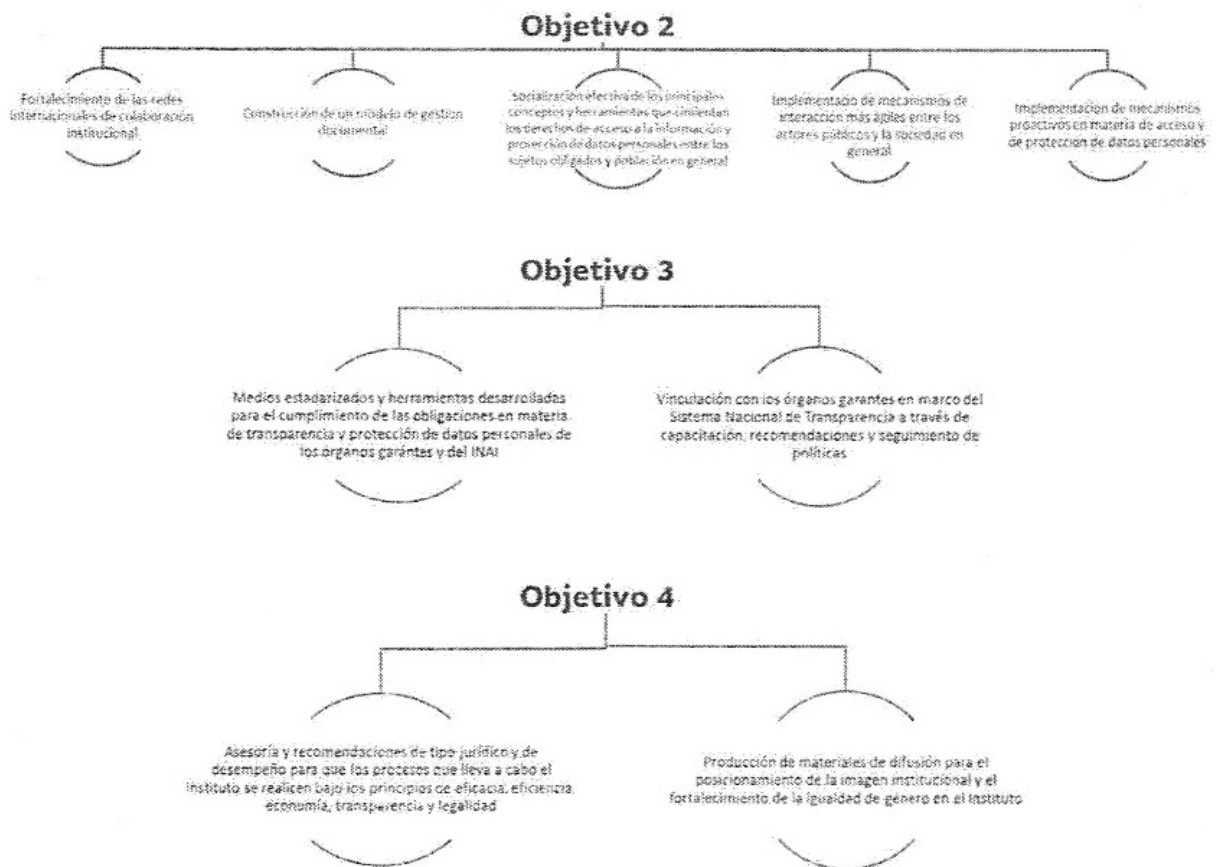 Objetivo 2
Fortalecimiento de las redes
internacionales de colaboración
institucional
Construcción de un modelo de gestión
documental
Socialización efectiva de los principales
conceptos y herramientas que cimientan
los derechos de acceso a la información y
protección de datos personales entre los
sujetos obligados y población en general
Implementacio de mecanismos de
interacción más ágiles entre los
actores públicos y la sociedad en
general
Implementación de mecanismos
proactivos en materia de acceso y
de protección de datos personales
Objetivo 3
Medios estadarizados y herramientas desarrolladas
para el cumplimiento de las obligaciones en materia
de transparencia y protección de datos personales de
los órganos garantes y del INAI
Vinculación con los órganos garantes en marco del
Sistema Nacional de Transparencia a través de
capacitación, recomendaciones y seguimiento de
políticas
Objetivo 4
Asesoría y recomendaciones de tipo jurídico y de
desempeño para que los procesos que lleva a cabo el
Instituto se realicen bajo los principios de eficacia, eficiencia,
economía, transparencia y legalidad
Producción de materiales de difusión para el
posicionamiento de la imagen institucional y el
fortalecimiento de la igualdad de género en el Instituto